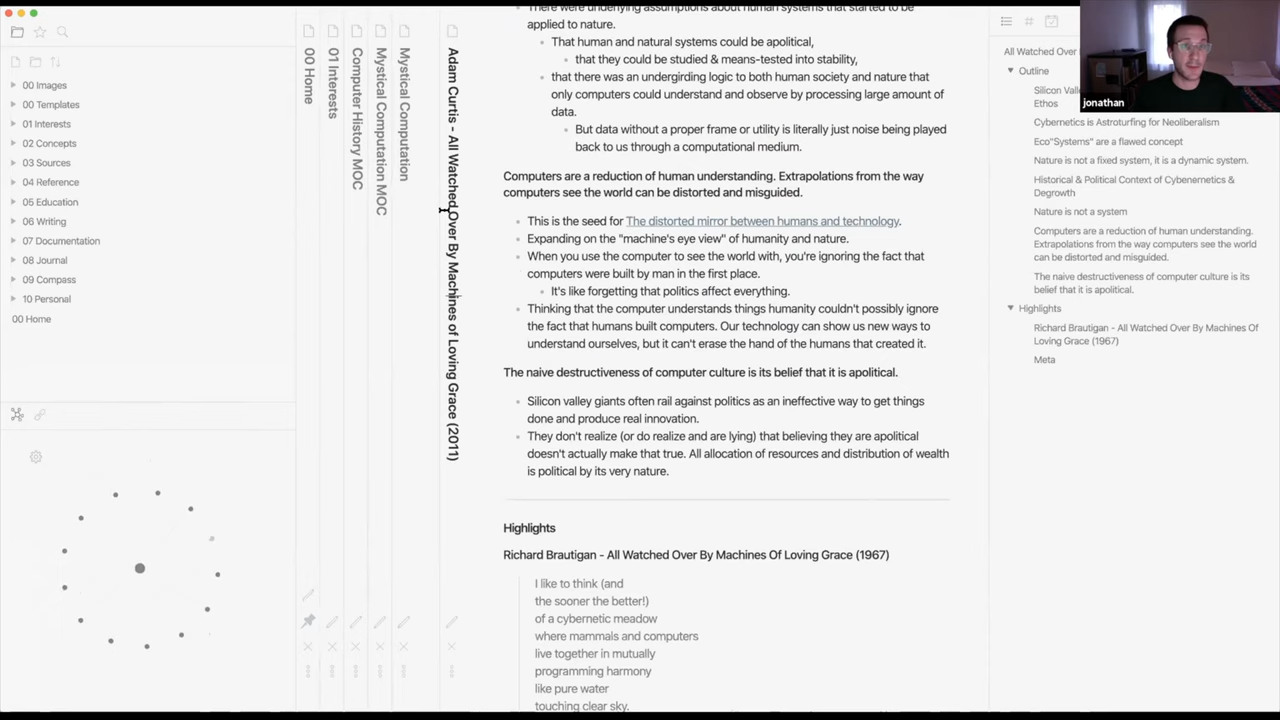 00 Images
00 Templates
01 Interests
02 Concepts
03 Sources
04 Reference
05 Education
06 Writing
07 Documentation
08 Journal
09 Compass
10 Personal
00 Home
00 Home
01 Interests
Computer History MOC
Mystical Computation MOC
Mystical Computation
Adam Curtis - All Watched Over By Machines of Loving Grace (2011)
There were underlying assumptions about human systems that started to be
applied to nature.
That human and natural systems could be apolitical,
that they could be studied & means-tested into stability,
that there was an undergirding logic to both human society and nature that
only computers could understand and observe by processing large amount of
data.
But data without a proper frame or utility is literally just noise being played
back to us through a computational medium.
Computers are a reduction of human understanding. Extrapolations from the way
computers see the world can be distorted and misguided.
This is the seed for The distorted mirror between humans and technology.
Expanding on the "machine's eye view" of humanity and nature.
When you use the computer to see the world with, you're ignoring the fact that
computers were built by man in the first place.
It's like forgetting that politics affect everything.
Thinking that the computer understands things humanity couldn't possibly ignore
the fact that humans built computers. Our technology can show us new ways to
understand ourselves, but it can't erase the hand of the humans that created it.
The naive destructiveness of computer culture is its belief that it is apolitical.
Silicon valley giants often rail against politics as an ineffective way to get things
done and produce real innovation.
They don't realize (or do realize and are lying) that believing they are apolitical
doesn't actually make that true. All allocation of resources and distribution of wealth
is political by its very nature.
Highlights
Richard Brautigan - All Watched Over By Machines Of Loving Grace (1967)
I like to think (and
the sooner the better!)
of a cybernetic meadow
where mammals and computers
live together in mutually
programming harmony
like pure water
touching clear sky.
All Watched Over
Outline
Silicon
Ethos
Cybernetics is Astroturfing for Neoliberalism
Eco"Systems" are a flawed concept
Nature is not a fixed system, it is a dynamic system.
Historical & Political Context of Cybenernetics &
Degrowth
Nature is not a system
Computers are a reduction of human understanding.
Extrapolations from the way computers see the world
can be distorted and misguided.
The naive destructiveness of computer culture is its
belief that it is apolitical.
Highlights
Richard Brautigan - All Watched Over By Machines Of
Loving Grace (1967)
Meta
jonathan